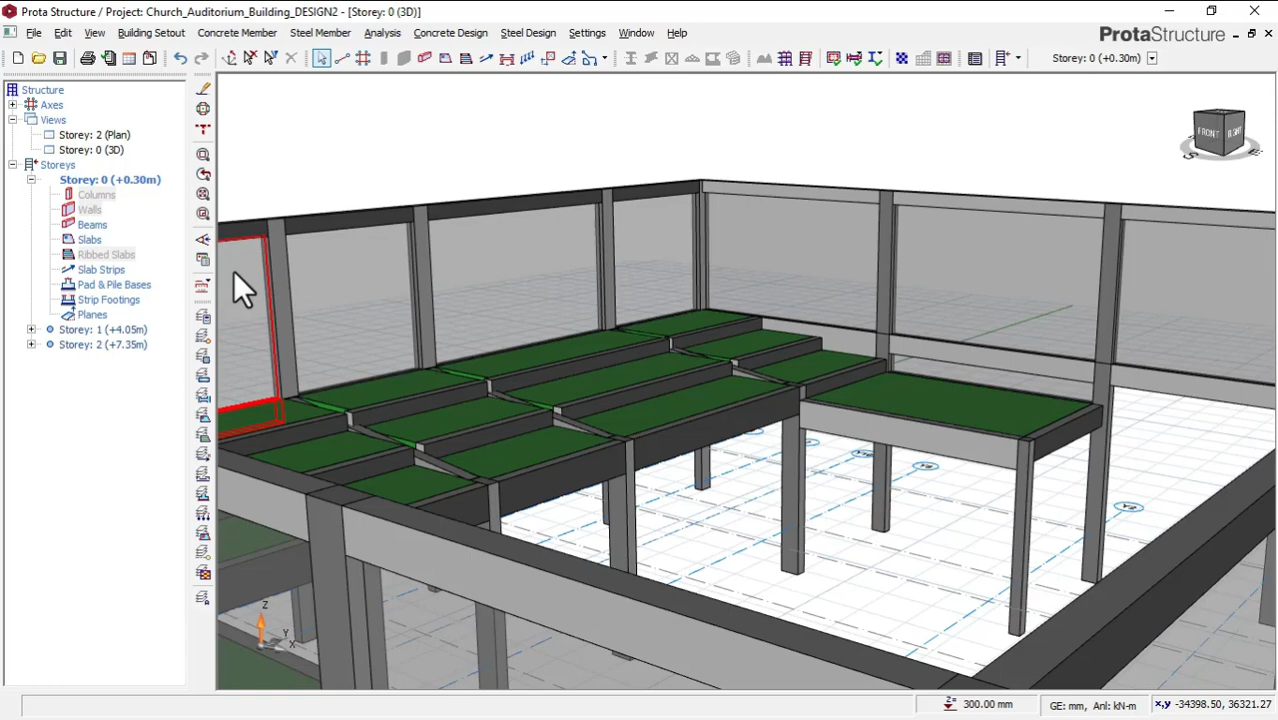 Prota Structure / Project: Church_Auditorium_Building_DESIGN2 - [Storey: 0 (3D)]
File Edit View Building Setout Concrete Member Steel Member Analysis Concrete Design Steel Design Settings Window Help
ProtaStructure
Storey: 0 (+0.30m)
Structure
Axes
Views
Storey: 2 (Plan)
Storey: 0 (3D)
Storeys
Storey: 0 (+0.30m)
Columns
Walls
Beams
Slabs
Ribbed Slabs
Slab Strips
Pad & Pile Bases
Strip Footings
Planes
Storey: 1 (+4.05m)
Storey: 2 (+7.35m)
FRONT
RIGHT
S
E
Y2
Z
Y
X
Z=
300.00 mm
GE: mm, Anl: kN-m
x,y -34398.50, 36321.27